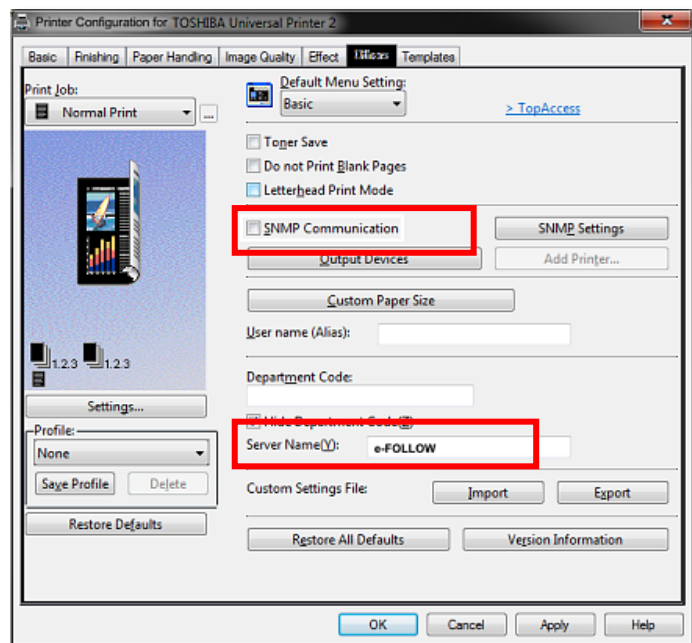 Printer Configuration for TOSHIBA Universal Printer 2
Basic Finishing Paper Handling Image Quality Effect Others Templates
Print Job:
Normal Print
...
Default Menu Setting:
Basic
> TopAccess
Toner Save
Do not Print Blank Pages
Letterhead Print Mode
SNMP Communication
SNMP Settings
Output Devices
Add Printer...
Custom Paper Size
User name (Alias):
1.2.3 1.2.3
Settings...
Department Code:
Hide Department Code(Z)
Profile:
None
Server Name(Y): e-FOLLOW
Save Profile Delete
Custom Settings File: Import Export
Restore Defaults
Restore All Defaults Version Information
OK Cancel Apply Help